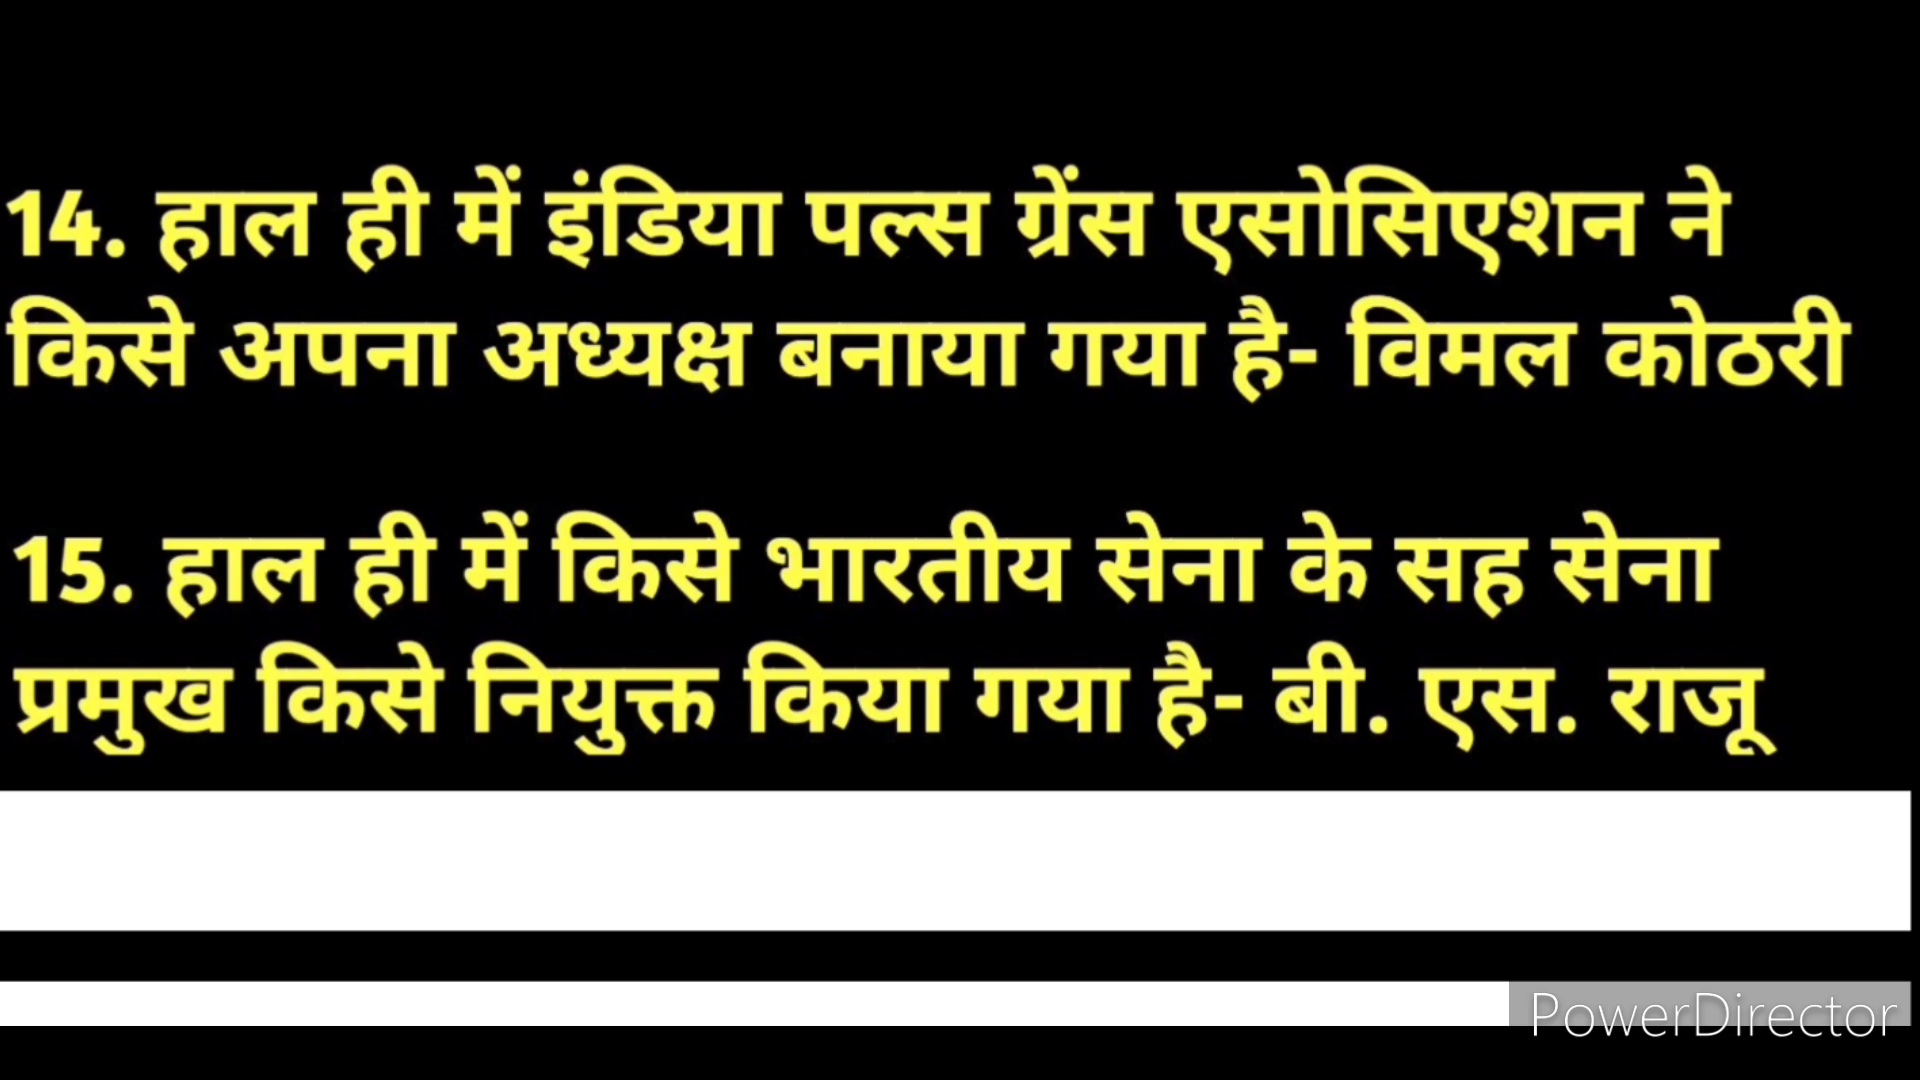 14. हाल ही में इंडिया पल्स ग्रेंस एसोसिएशन ने
किसे अपना अध्यक्ष बनाया गया है- विमल कोठरी
15. हाल ही में किसे भारतीय सेना के सह सेना
प्रमुख किसे नियुक्त किया गया है- बी. एस. राजू
PowerDirector